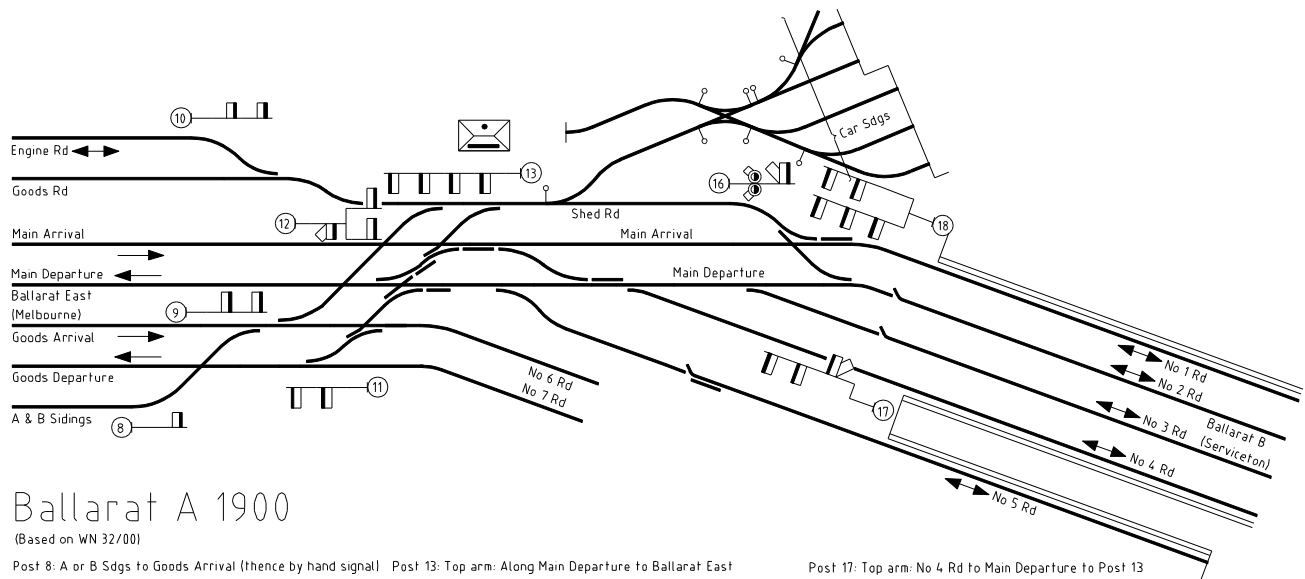 10
Engine Rd
Goods Rd
13
Car Sdgs
16
12
Shed Rd
18
Main Arrival
Main Arrival
Main Departure
Main Departure
Ballarat East
(Melbourne)
9
Goods Arrival
Goods Departure
A & B Sidings
8
11
No 6 Rd
No 7 Rd
17
No 1 Rd
No 2 Rd
No 3 Rd
Ballarat B
(Serviceton)
No 4 Rd
No 5 Rd
Ballarat A 1900
(Based on WN 32/00)
Post 8: A or B Sdgs to Goods Arrival (thence by hand signal) Post 13: Top arm: Along Main Departure to Ballarat East Post 17: Top arm: No 4 Rd to Main Departure to Post 13